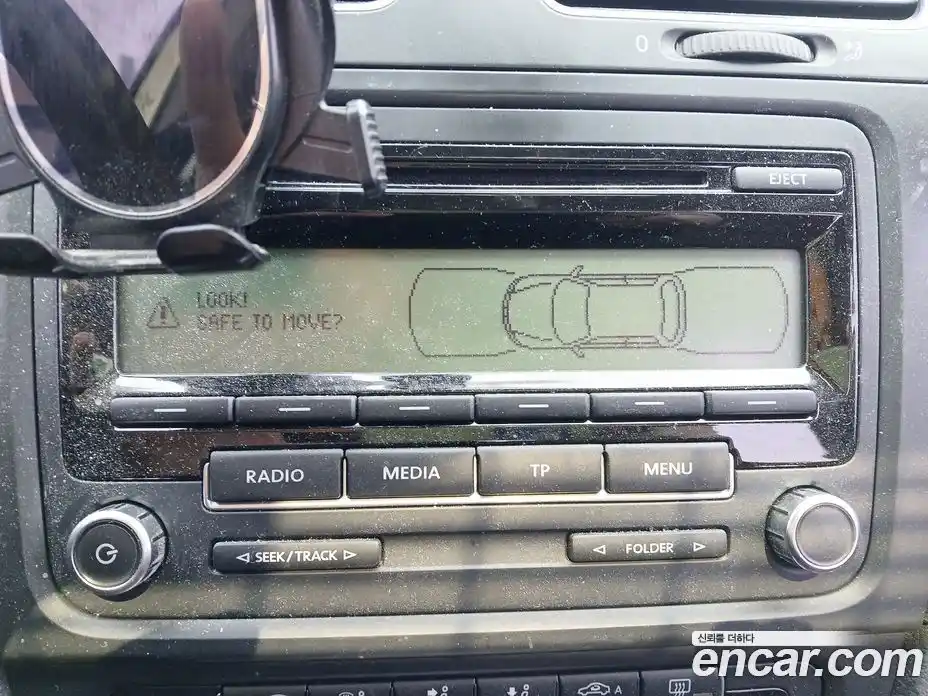 0
EJECT
LOOK!
SAFE TO MOVE?
RADIO
MEDIA
TP
MENU
SEEK/TRACK
FOLDER
신뢰를 더하다
encar.com
A